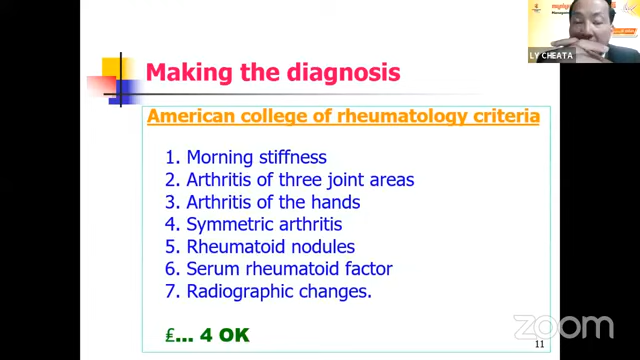 Making the diagnosis
American college of rheumatology criteria
1. Morning stiffness
2. Arthritis of three joint areas
3. Arthritis of the hands
4. Symmetric arthritis
5. Rheumatoid nodules
6. Serum rheumatoid factor
7. Radiographic changes.
₤... 4 OK
11
LY CHEATA
zoom